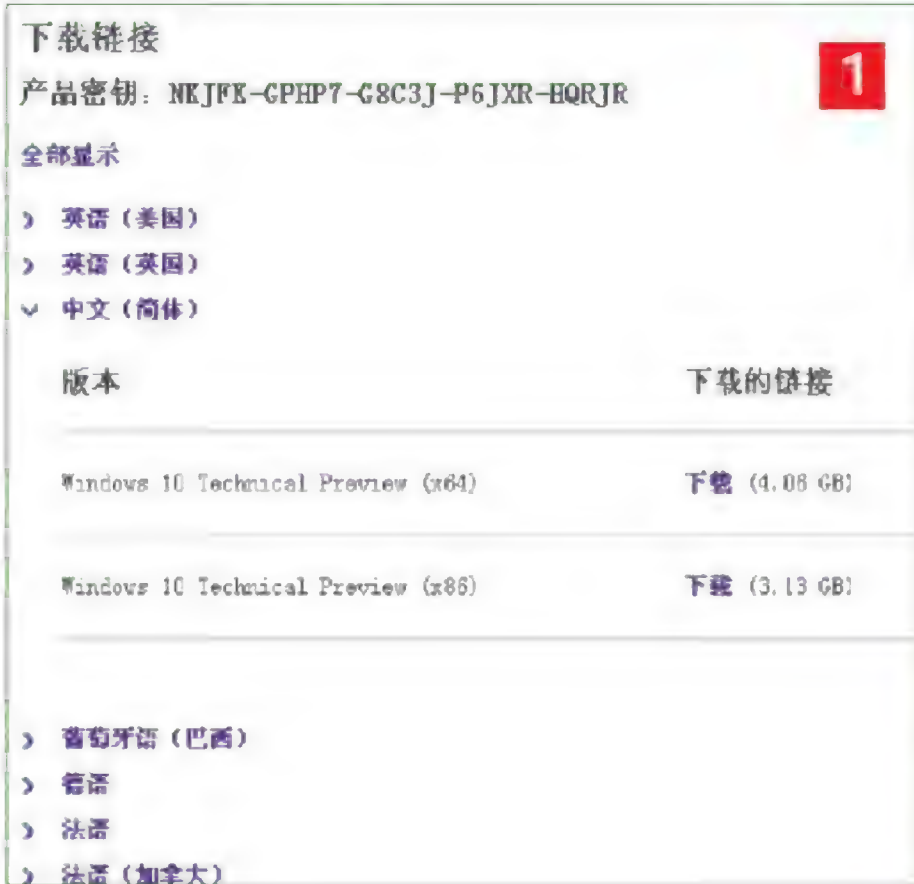 下载链接
产品密钥: NKJFK-GPHP7-G8C3J-P6JXR-HQRJR
1
全部显示
英语（美国）
英语（英国）
中文（简体）
版本 下载的链接
Windows 10 Technical Preview (x64) 下载 (4.06 GB)
Windows 10 Technical Preview (x86) 下载 (3.13 GB)
葡萄牙语（巴西）
德语
法语
法语（加拿大）